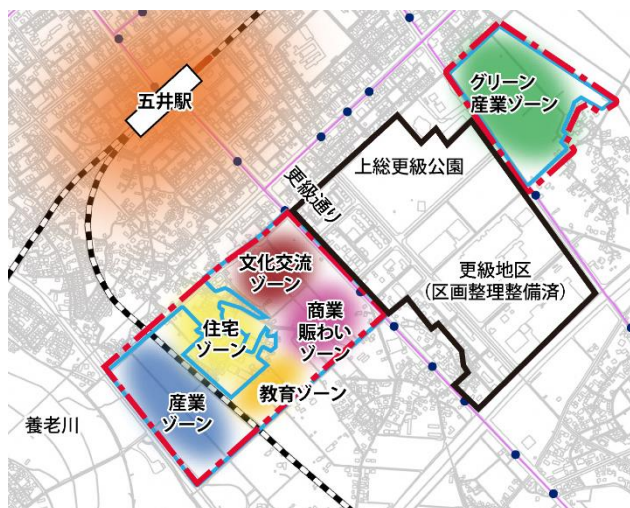 五井駅
グリーン
産業ゾーン
上総更級公園
更級通り
更級地区
(区画整理整備済)
文化交流
ゾーン
商業
賑わい
ゾーン
住宅
ゾーン
教育ゾーン
産業
ゾーン
養老川